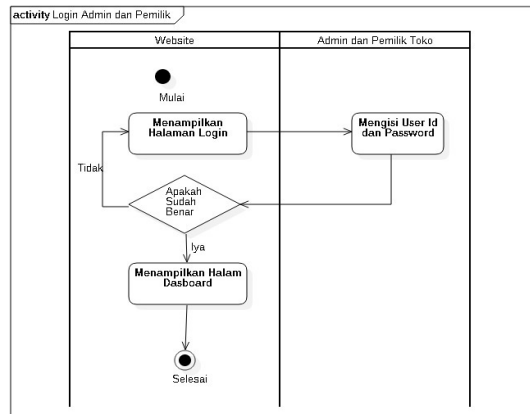 activity Login Admin dan Pemilik
Website
Admin dan Pemilik Toko
Mulai
Menampilkan
Halaman Login
Mengisi User Id
dan Password
Tidak
Apakah
Sudah
Benar
Iya
Menampilkan Halam
Dasboard
Selesai